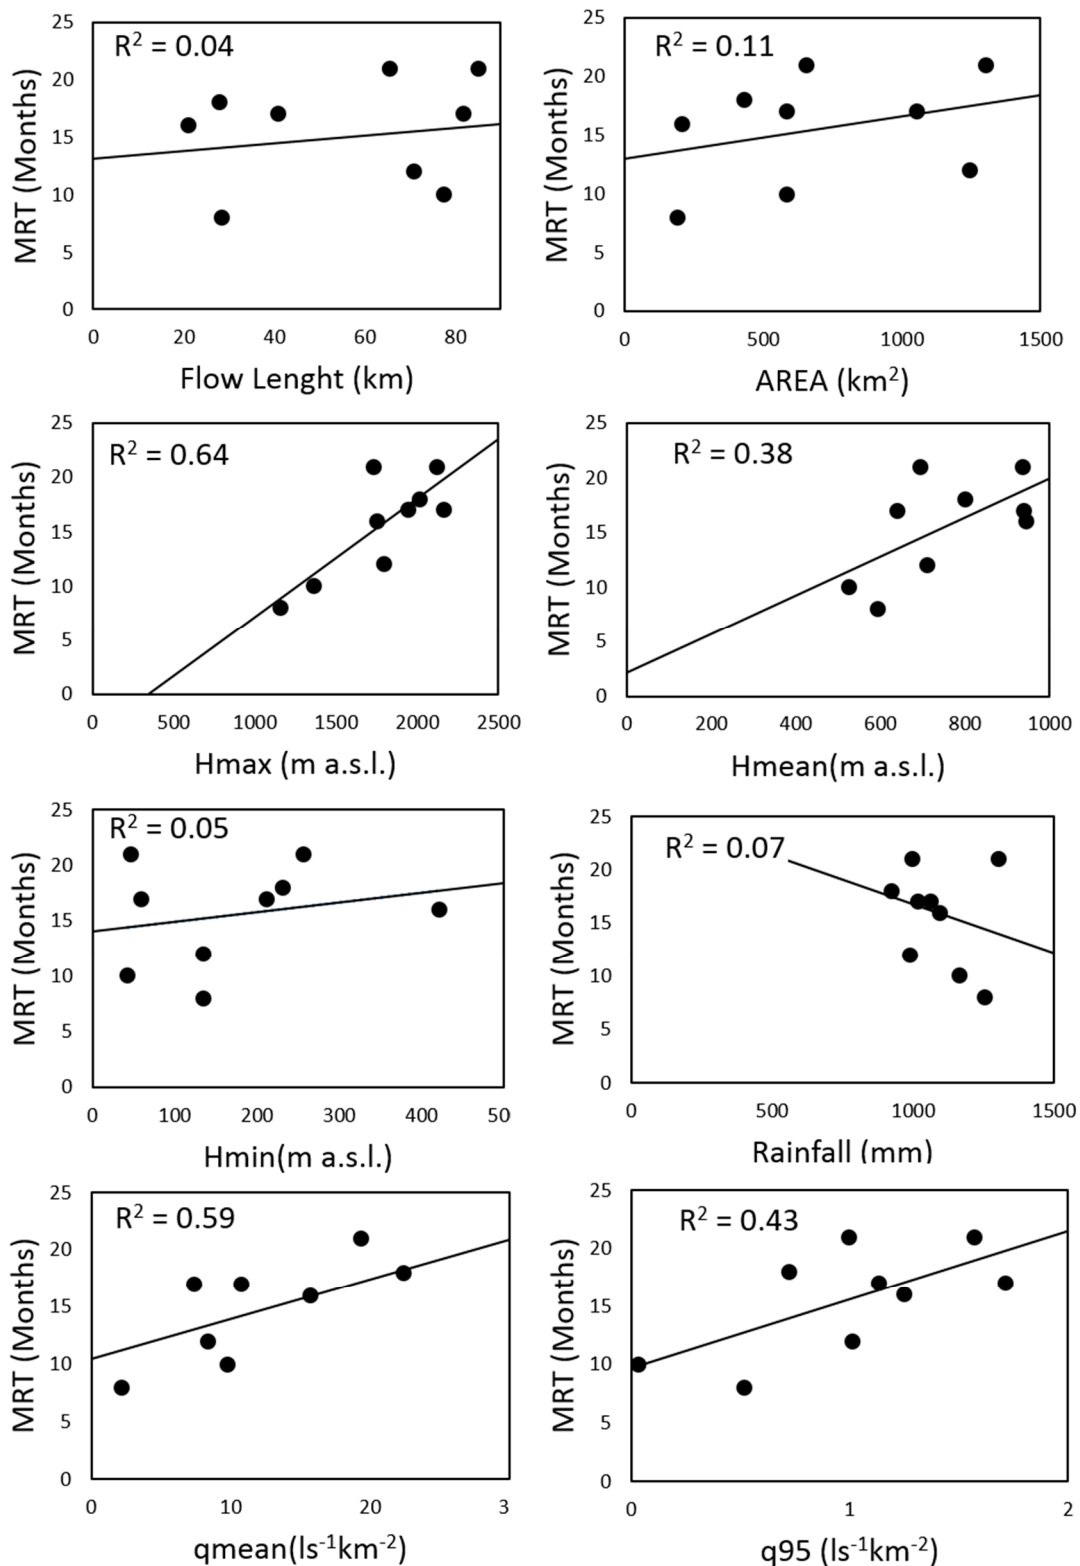 R² = 0.04
MRT (Months)
25
20
15
10
5
0
0 20 40 60 80
Flow Lenght (km)
R² = 0.11
MRT (Months)
25
20
15
10
5
0
0 500 1000 1500
AREA (km²)
R² = 0.64
MRT (Months)
25
20
15
10
5
0
0 500 1000 1500 2000 2500
Hmax (m a.s.l.)
R² = 0.38
MRT (Months)
25
20
15
10
5
0
0 200 400 600 800 1000
Hmean(m a.s.l.)
R² = 0.05
MRT (Months)
25
20
15
10
5
0
0 100 200 300 400 50
Hmin(m a.s.l.)
R² = 0.07
MRT (Months)
25
20
15
10
5
0
0 500 1000 1500
Rainfall (mm)
R² = 0.59
MRT (Months)
25
20
15
10
5
0
0 10 20 3
qmean(ls⁻¹km⁻²)
R² = 0.43
MRT (Months)
25
20
15
10
5
0
0 1 2
q95 (ls⁻¹km⁻²)